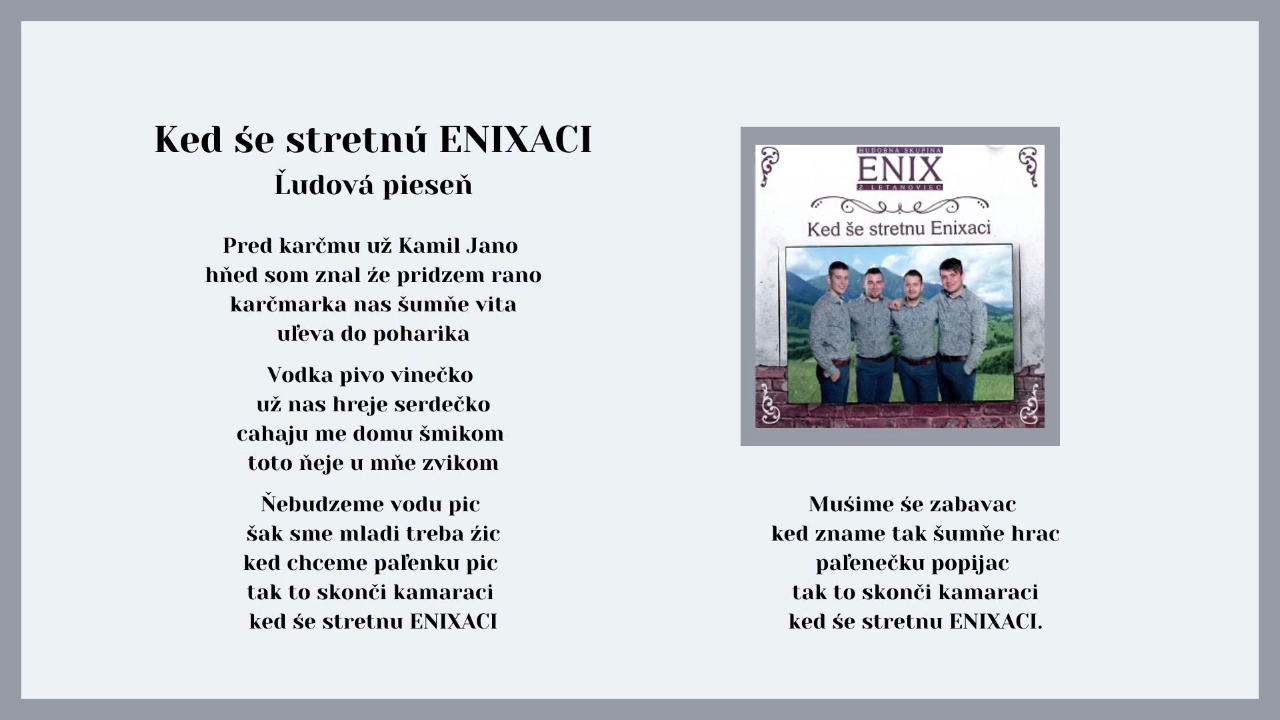 Ked śe stretnú ENIXACI
Ľudová pieseň
Pred karčmu už Kamil Jano
hňed som znal źe pridzem rano
karčmarka nas šumňe vita
uľeva do poharika
Vodka pivo vinečko
už nas hreje serdečko
cahaju me domu šmikom
toto ňeje u mňe zvikom
Ňebudzeme vodu pic
šak sme mladi treba źic
ked chceme paľenku pic
tak to skonči kamaraci
ked śe stretnu ENIXACI
HUDOBNÁ SKUPINA
ENIX
Z LETANOVIEC
Ked še stretnu Enixaci
Muśime śe zabavac
ked zname tak šumňe hrac
paľenečku popijac
tak to skonči kamaraci
ked śe stretnu ENIXACI.